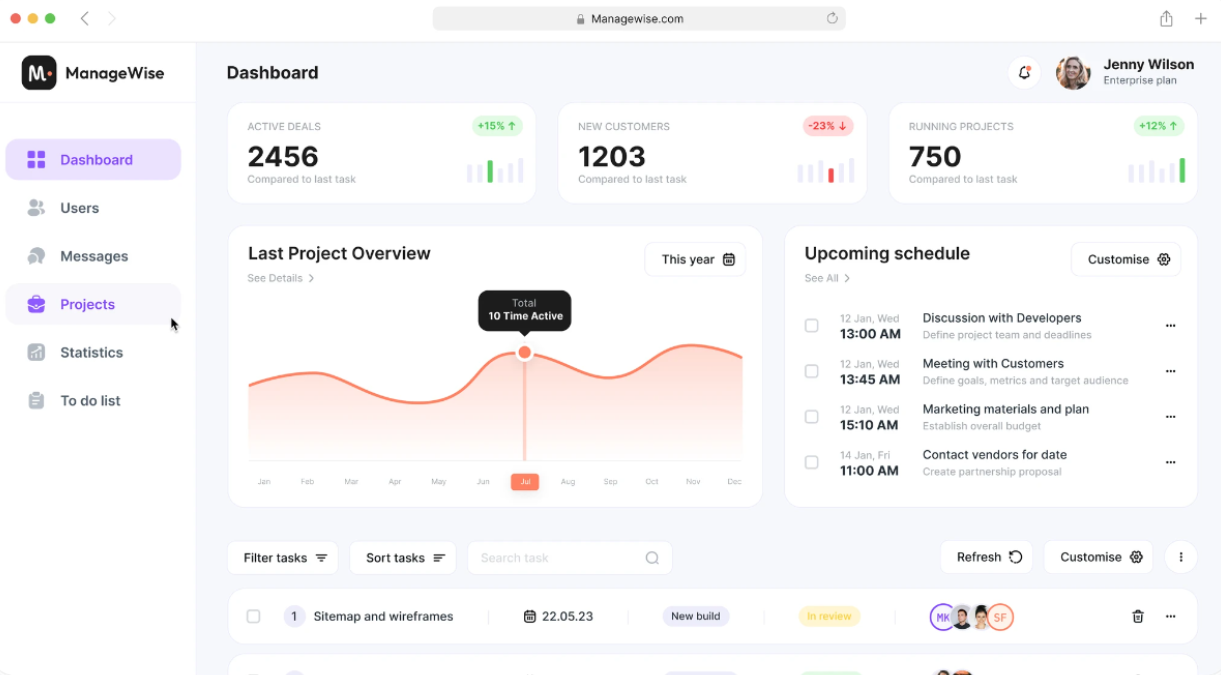 Managewise.com
M.
ManageWise
Dashboard
Users
Messages
Projects
Statistics
To do list
Dashboard
Jenny Wilson
Enterprise plan
ACTIVE DEALS
+15% ↑
2456
Compared to last task
NEW CUSTOMERS
-23% ↓
1203
Compared to last task
RUNNING PROJECTS
+12% ↑
750
Compared to last task
Last Project Overview
See Details >
This year
Total
10 Time Active
Jan Feb Mar Apr May Jun Jul Aug Sep Oct Nov Dec
Upcoming schedule
See All >
Customise
12 Jan, Wed Discussion with Developers
13:00 AM Define project team and deadlines
12 Jan, Wed Meeting with Customers
13:45 AM Define goals, metrics and target audience
12 Jan, Wed Marketing materials and plan
15:10 AM Establish overall budget
14 Jan, Fri Contact vendors for date
11:00 AM Create partnership proposal
Filter tasks Sort tasks Search task Refresh Customise
1 Sitemap and wireframes 22.05.23 New build In review MK SF